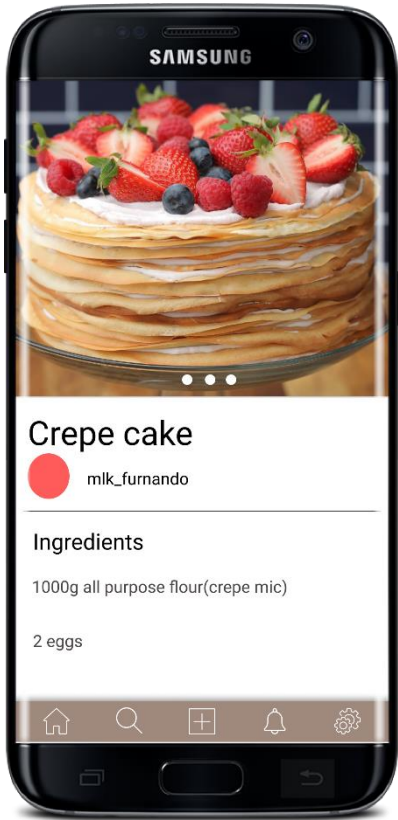 SAMSUNG
Crepe cake
mlk_furnando
Ingredients
1000g all purpose flour(crepe mic)
2 eggs